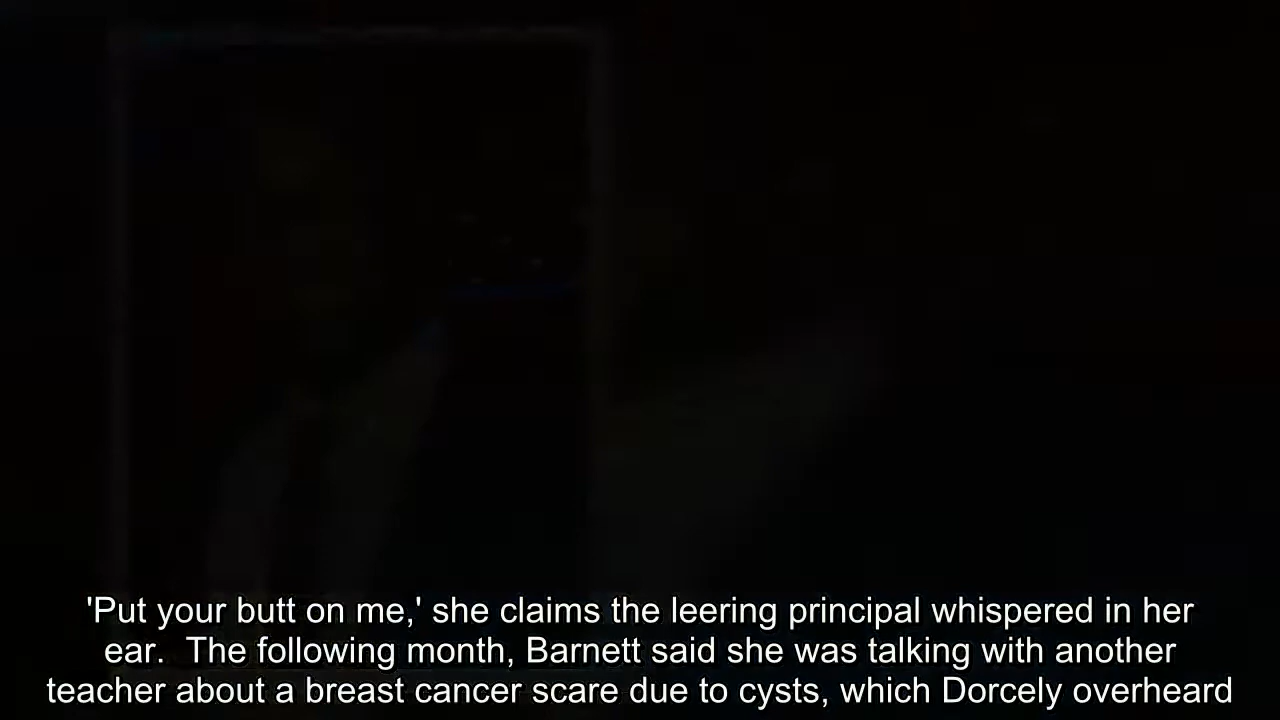 'Put your butt on me,' she claims the leering principal whispered in her
ear.  The following month, Barnett said she was talking with another
teacher about a breast cancer scare due to cysts, which Dorcely overheard